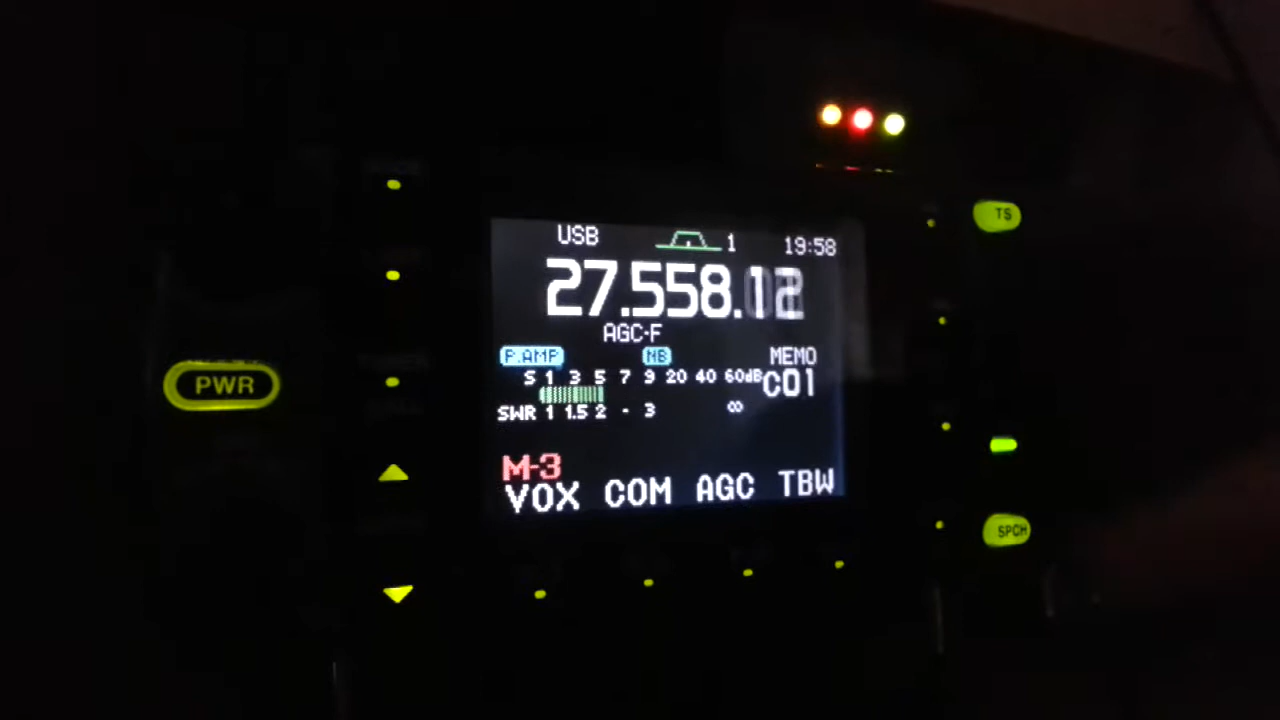 USB 1 19:58
27.558.12
AGC-F
P.AMP NB MEMO
S 1 3 5 7 9 20 40 60dB c01
SWR 1 1.5 2 - 3 ∞
M-3
VOX COM AGC TBW
PWR
TS
SPCH